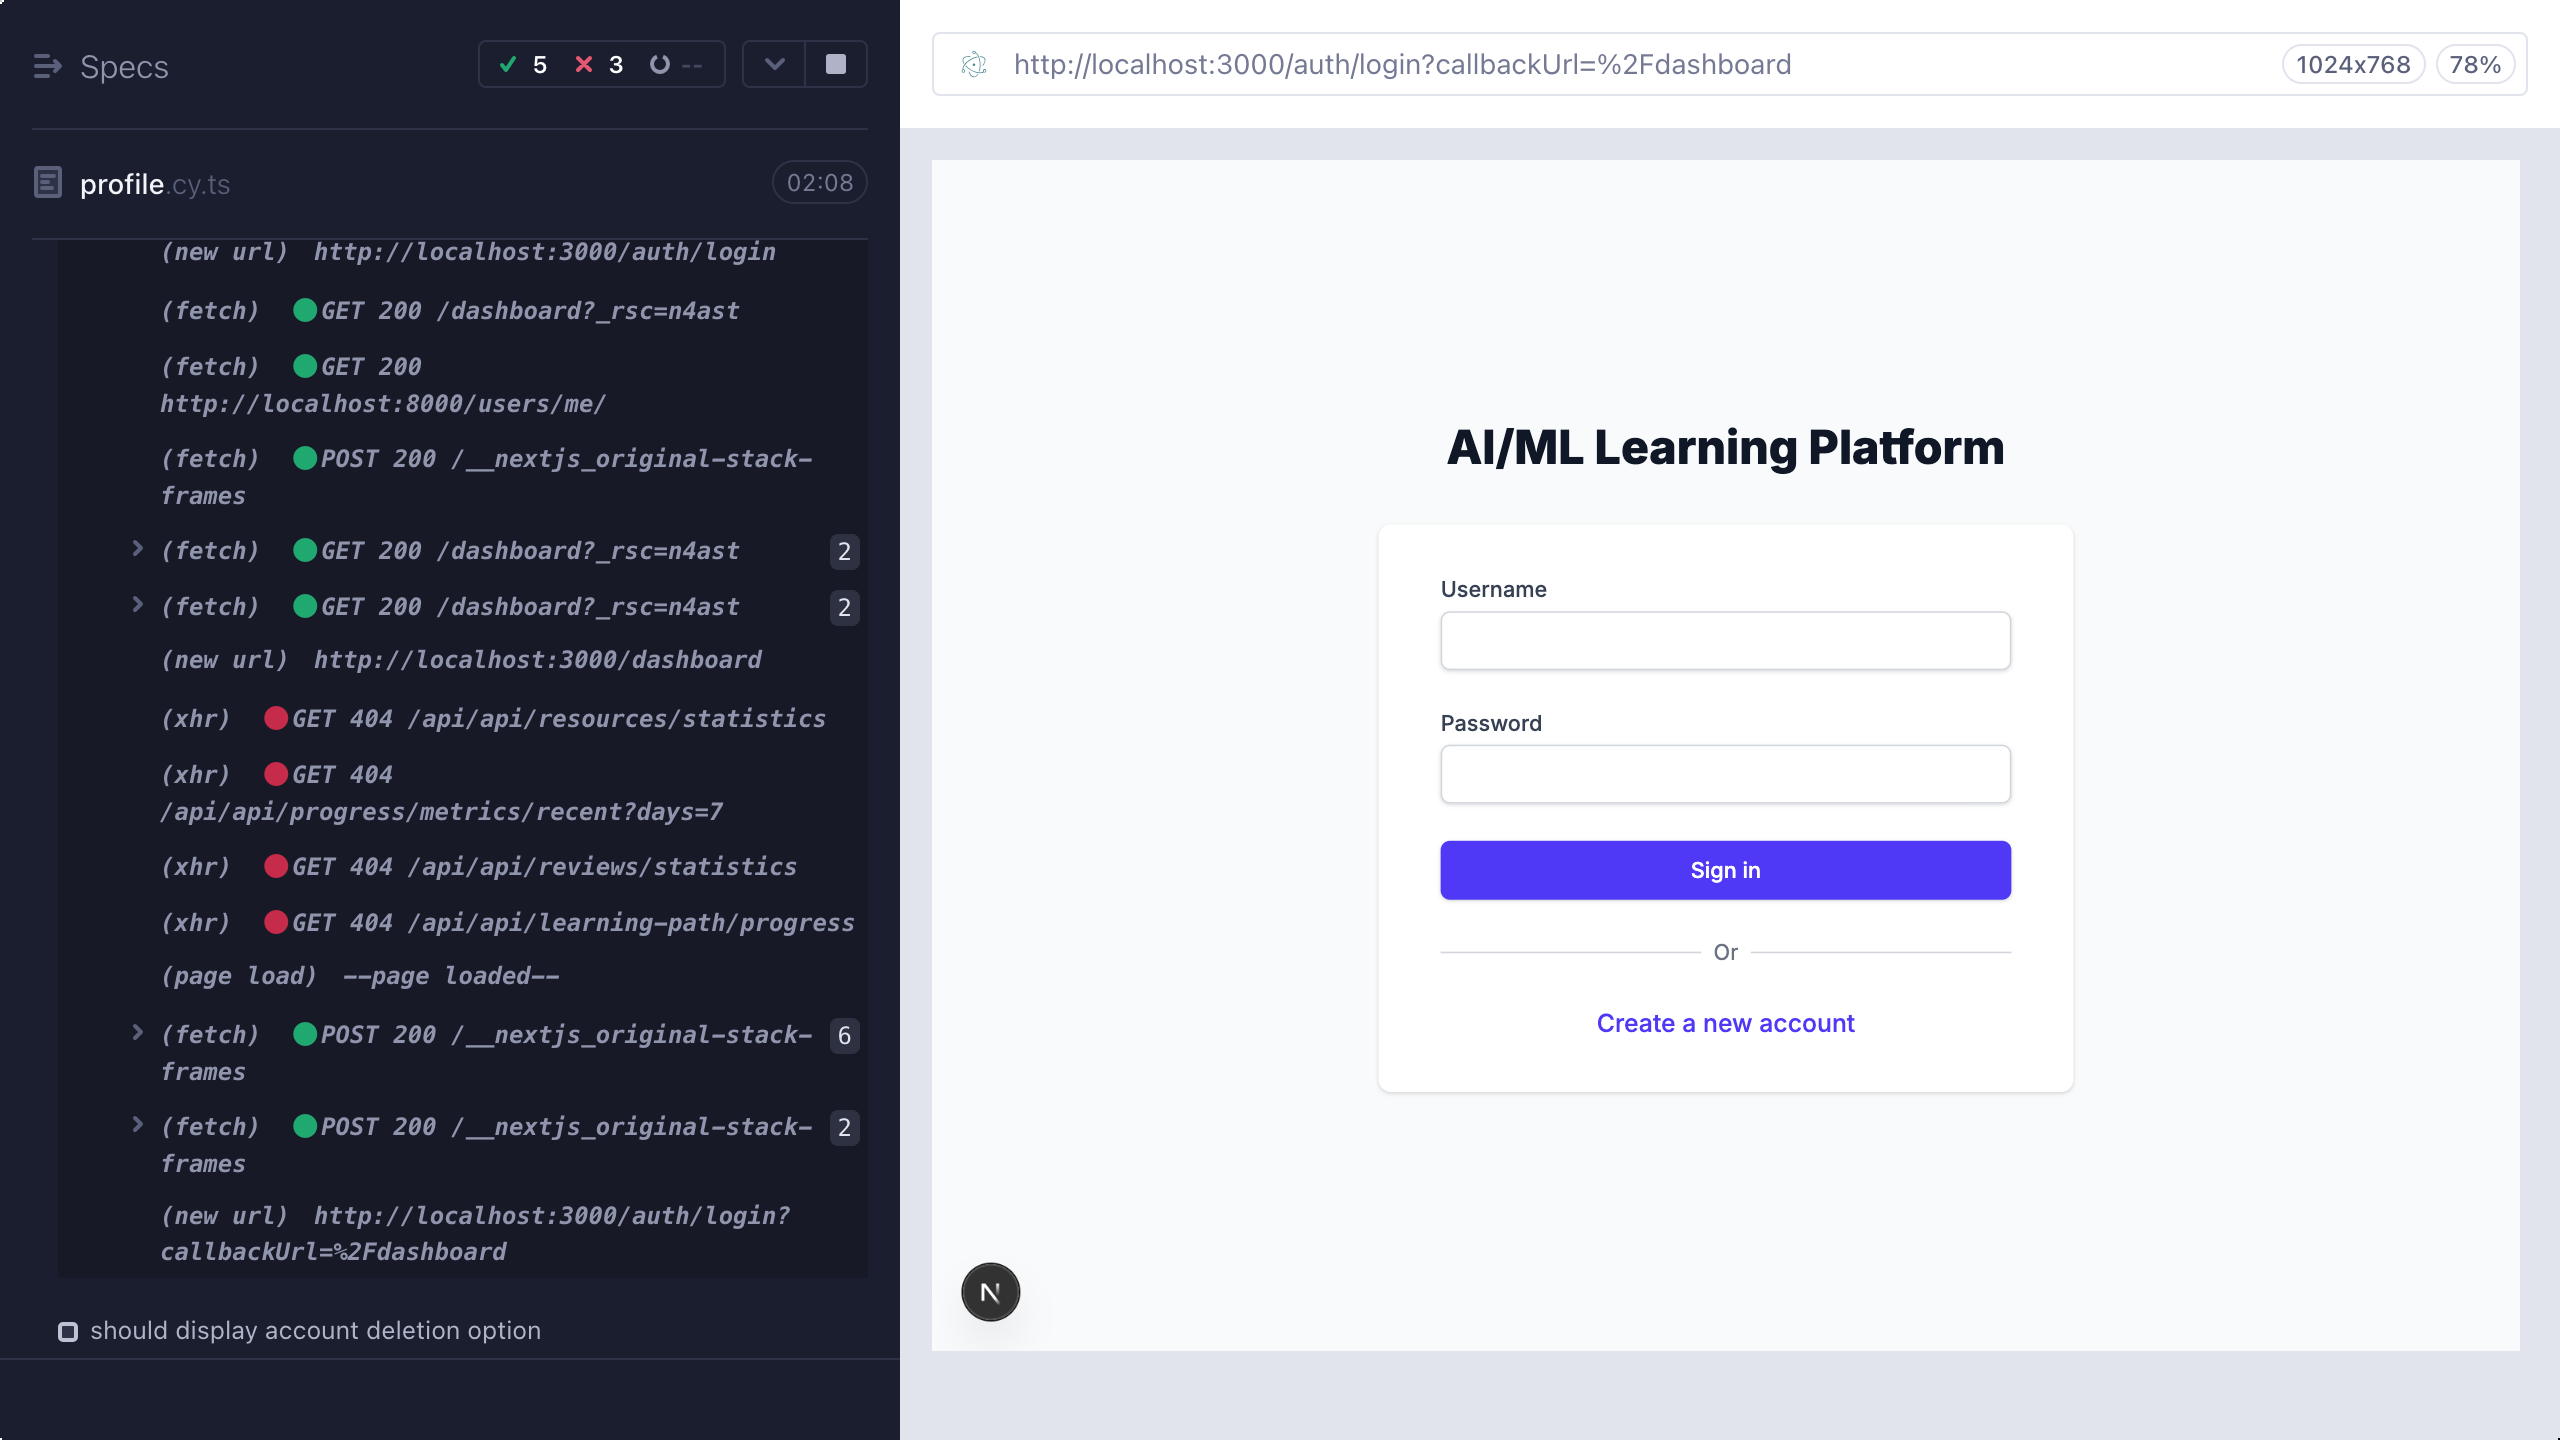 Specs
5 3 --
profile.cy.ts
02:08
(new url) http://localhost:3000/auth/login
(fetch) GET 200 /dashboard?_rsc=n4ast
(fetch) GET 200
http://localhost:8000/users/me/
(fetch) POST 200 /__nextjs_original-stack-
frames
(fetch) GET 200 /dashboard?_rsc=n4ast 2
(fetch) GET 200 /dashboard?_rsc=n4ast 2
(new url) http://localhost:3000/dashboard
(xhr) GET 404 /api/api/resources/statistics
(xhr) GET 404
/api/api/progress/metrics/recent?days=7
(xhr) GET 404 /api/api/reviews/statistics
(xhr) GET 404 /api/api/learning-path/progress
(page load) --page loaded--
(fetch) POST 200 /__nextjs_original-stack- 6
frames
(fetch) POST 200 /__nextjs_original-stack- 2
frames
(new url) http://localhost:3000/auth/login?
callbackUrl=%2Fdashboard
should display account deletion option
http://localhost:3000/auth/login?callbackUrl=%2Fdashboard
1024x768
78%
AI/ML Learning Platform
Username
Password
Sign in
Or
Create a new account
N